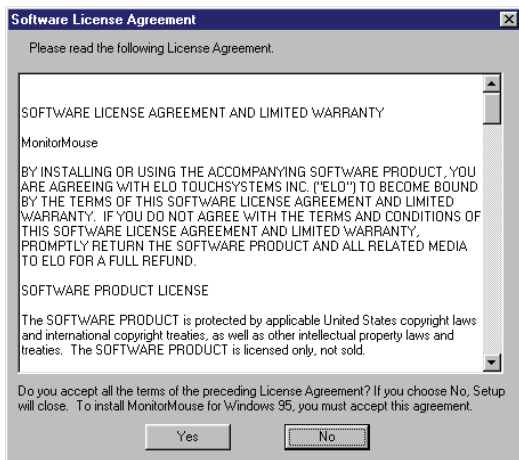 Software License Agreement
Please read the following License Agreement.
SOFTWARE LICENSE AGREEMENT AND LIMITED WARRANTY
MonitorMouse
BY INSTALLING OR USING THE ACCOMPANYING SOFTWARE PRODUCT, YOU
ARE AGREEING WITH ELO TOUCHSYSTEMS INC. ("ELO") TO BECOME BOUND
BY THE TERMS OF THIS SOFTWARE LICENSE AGREEMENT AND LIMITED
WARRANTY. IF YOU DO NOT AGREE WITH THE TERMS AND CONDITIONS OF
THIS SOFTWARE LICENSE AGREEMENT AND LIMITED WARRANTY,
PROMPTLY RETURN THE SOFTWARE PRODUCT AND ALL RELATED MEDIA
TO ELO FOR A FULL REFUND.
SOFTWARE PRODUCT LICENSE
The SOFTWARE PRODUCT is protected by applicable United States copyright laws
and international copyright treaties, as well as other intellectual property laws and
treaties. The SOFTWARE PRODUCT is licensed only, not sold.
Do you accept all the terms of the preceding License Agreement? If you choose No, Setup
will close. To install MonitorMouse for Windows 95, you must accept this agreement.
Yes No